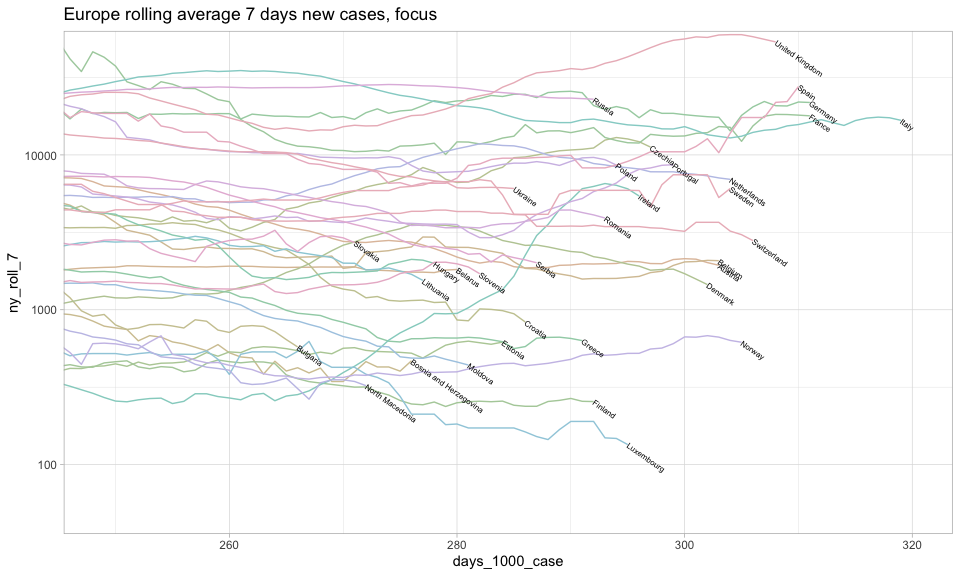 Europe rolling average 7 days new cases, focus
United Kingdom
Spain
Germany
France
Italy
Russia
10000
Czechia
Portugal
Poland
Netherlands
Sweden
Ukraine
Ireland
Romania
Switzerland
Slovakia
Belgium
Austria
Serbia
Hungary
Belarus
Slovenia
Lithuania
Denmark
ny_roll_7
1000
Croatia
Estonia
Greece
Norway
Bulgaria
Moldova
Bosnia and Herzegovina
North Macedonia
Finland
Luxembourg
100
260
280
300
320
days_1000_case